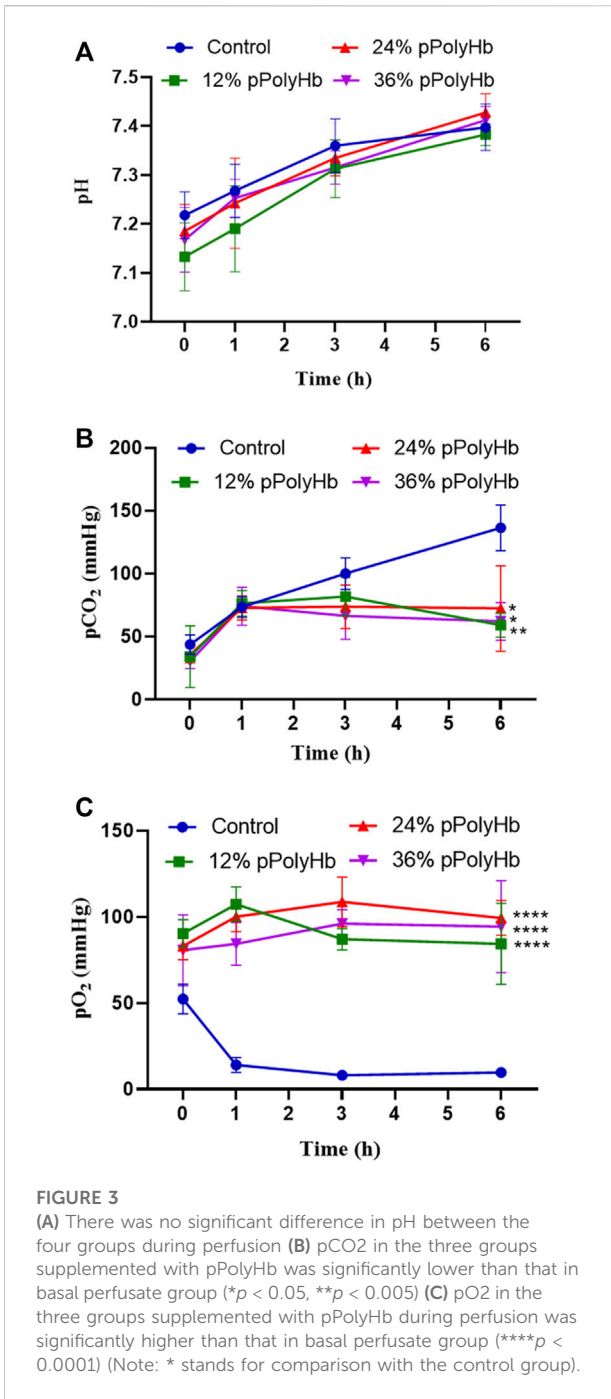 A
Control
24% pPolyHb
12% pPolyHb
36% pPolyHb
7.5
7.4
7.3
7.2
7.1
7.0
pH
0 1 2 3 4 5 6
Time (h)
B
Control
24% pPolyHb
12% pPolyHb
36% pPolyHb
200
150
100
50
0
pCO₂ (mmHg)
*
*
**
0 1 2 3 4 5 6
Time (h)
C
Control
24% pPolyHb
12% pPolyHb
36% pPolyHb
150
100
50
0
pO₂ (mmHg)
****
****
****
0 1 2 3 4 5 6
Time (h)
FIGURE 3
(A) There was no significant difference in pH between the
four groups during perfusion (B) pCO2 in the three groups
supplemented with pPolyHb was significantly lower than that in
basal perfusate group (*p < 0.05, **p < 0.005) (C) pO2 in the
three groups supplemented with pPolyHb during perfusion was
significantly higher than that in basal perfusate group (****p <
0.0001) (Note: * stands for comparison with the control group).